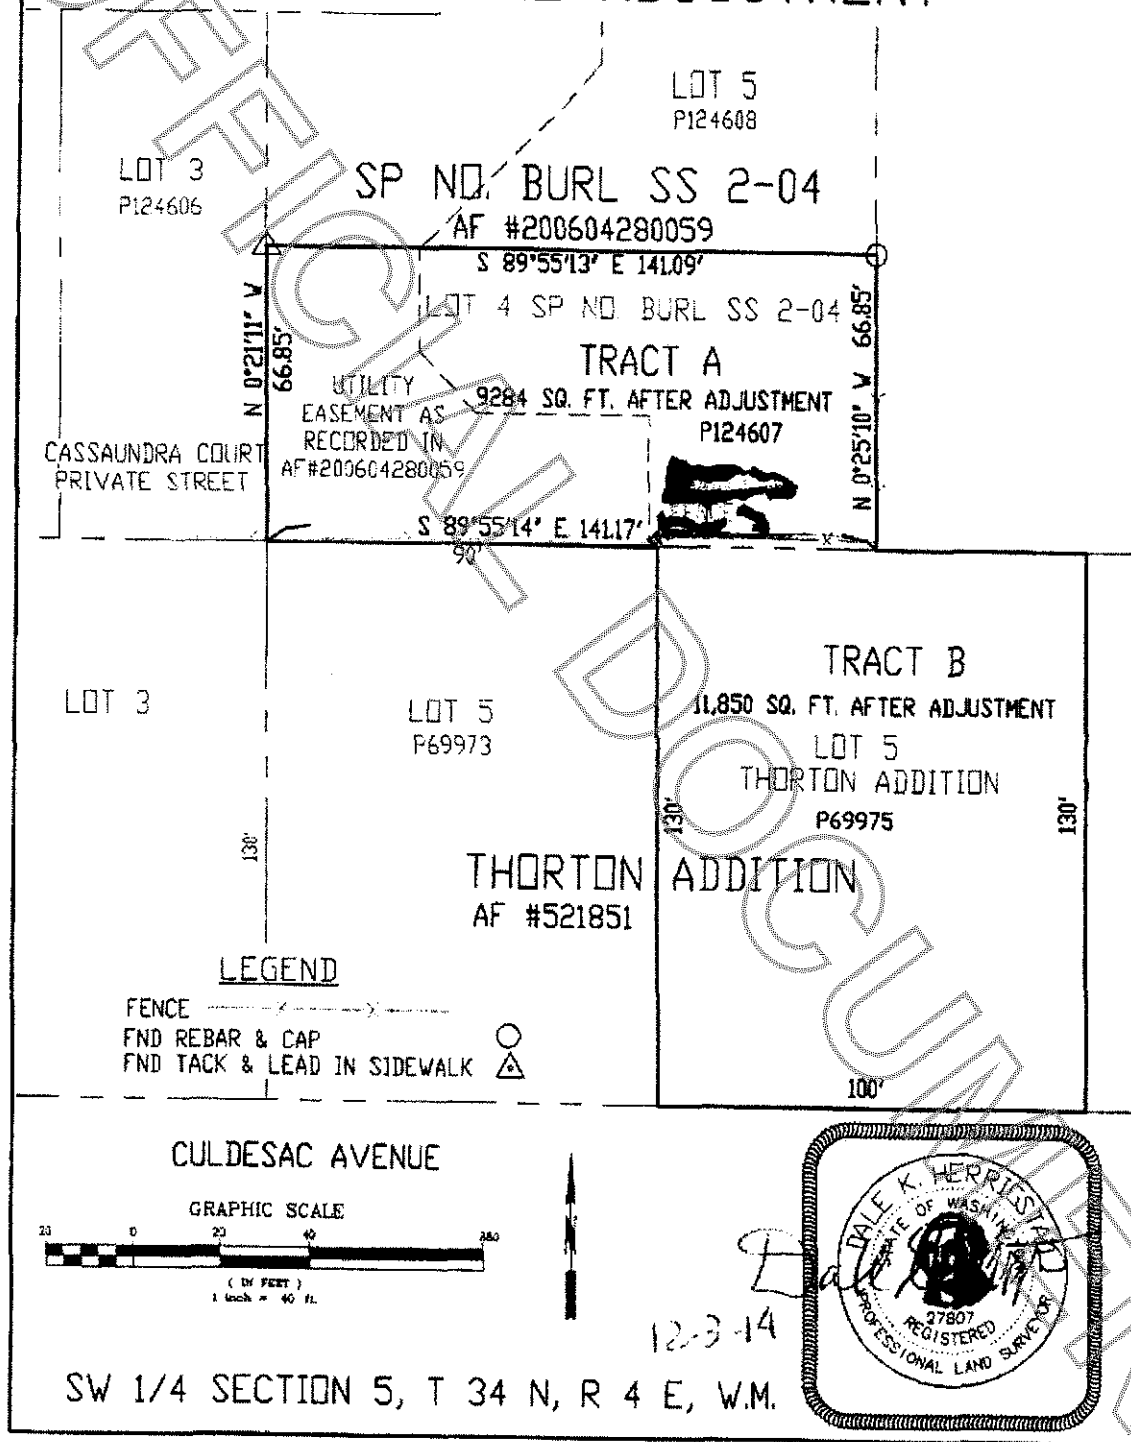 LOT 5
P124608
LOT 3
P124606
SP NO. BURL SS 2-04
AF #200604280059
S 89°55'13" E 141.09'
LOT 4 SP NO. BURL SS 2-04
N 0°21'11" W
66.85'
N 0°25'10" W 66.85'
TRACT A
9284 SQ. FT. AFTER ADJUSTMENT
P124607
UTILITY
EASEMENT AS
RECORDED IN
AF#200604280059
CASSAUNDRA COURT
PRIVATE STREET
S 89°55'14" E 141.17'
90'
TRACT B
11,850 SQ. FT. AFTER ADJUSTMENT
LOT 5
THORTON ADDITION
P69975
LOT 3
LOT 5
P69973
130'
130'
130'
THORTON ADDITION
AF #521851
LEGEND
FENCE
FND REBAR & CAP
FND TACK & LEAD IN SIDEWALK
100'
CULDESAC AVENUE
GRAPHIC SCALE
20 0 20 40
( IN FEET )
1 inch = 40 ft.
12-3-14
DALE K. HERRIGSTAD
STATE OF WASHINGTON
27807
REGISTERED
PROFESSIONAL LAND SURVEYOR
SW 1/4 SECTION 5, T 34 N, R 4 E, W.M.